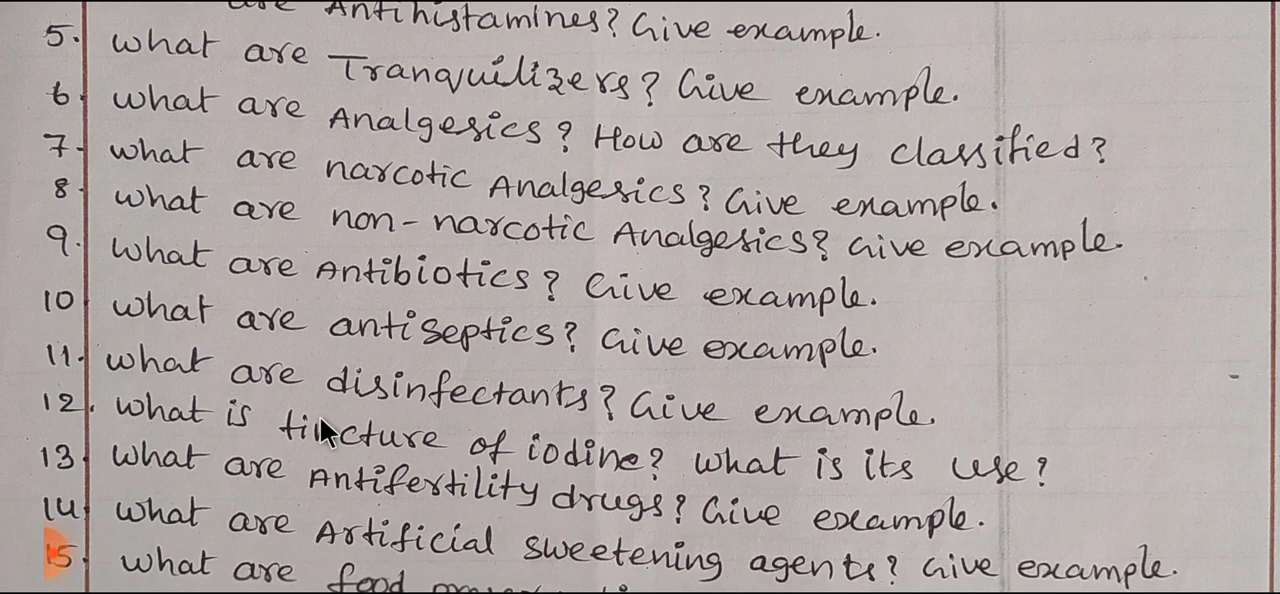 are Antihistamines? Give example.
5. What are Tranquilizers? Give example.
6. What are Analgesics? How are they classified?
7. What are narcotic Analgesics? Give example.
8. What are non-narcotic Analgesics? Give example.
9. What are Antibiotics? Give example.
10. What are antiseptics? Give example.
11. What are disinfectants? Give example.
12. What is tincture of iodine? What is its use?
13. What are Antifertility drugs? Give example.
14. What are Artificial sweetening agents? Give example.
15. What are food